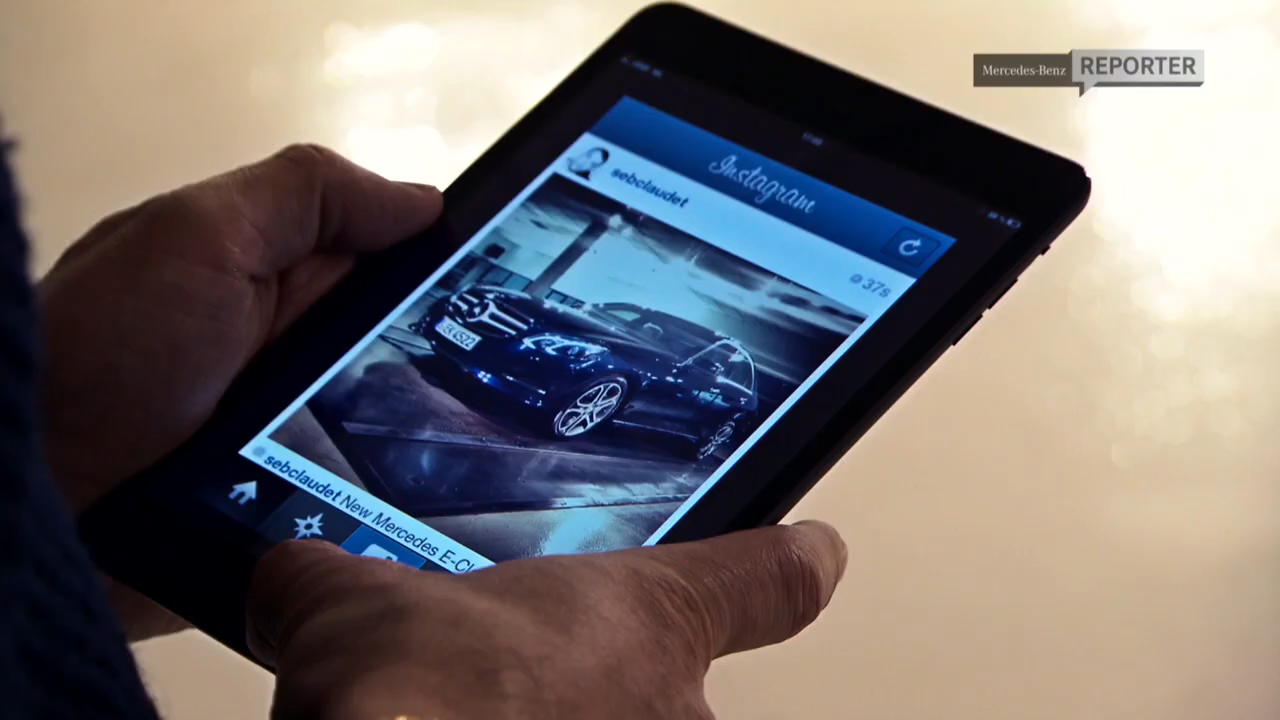 Mercedes-Benz REPORTER
Instagram
sebclaudet
37s
sebclaudet New Mercedes E-Cl